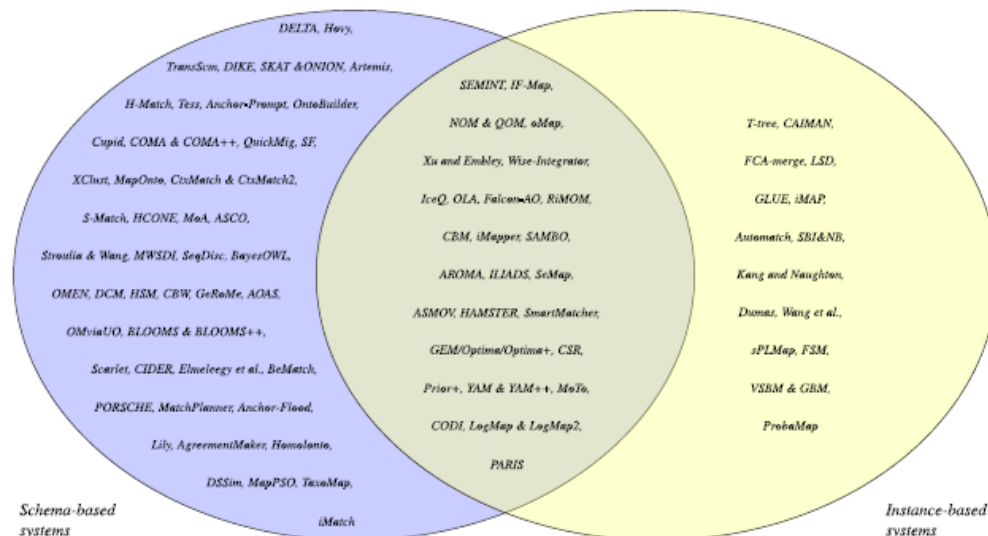 DELTA, Hovy,
TransScm, DIKE, SKAT &ONION, Artemis,
H-Match, Tess, Anchor-Prompt, OntoBuilder,
Cupid, COMA & COMA++, QuickMig, SF,
XClust, MapOnto, CtxMatch & CtxMatch2,
S-Match, HCONE, MoA, ASCO,
Stroulia & Wang, MWSDI, SeqDisc, BayesOWL,
OMEN, DCM, HSM, CBW, GeRoMe, AOAS,
OMviaUO, BLOOMS & BLOOMS++,
Scarlet, CIDER, Elmeleegy et al., BeMatch,
PORSCHE, MatchPlanner, Anchor-Flood,
Lily, AgreementMaker, Homolonto,
DSSim, MapPSO, TaxoMap,
iMatch
SEMINT, IF-Map,
NOM & QOM, oMap,
Xu and Embley, Wise-Integrator,
IceQ, OLA, Falcon-AO, RiMOM,
CBM, iMapper, SAMBO,
AROMA, ILIADS, SeMap,
ASMOV, HAMSTER, SmartMatcher,
GEM/Optima/Optima+, CSR,
Prior+, YAM & YAM++, MoTo,
CODI, LogMap & LogMap2,
PARIS
T-tree, CAIMAN,
FCA-merge, LSD,
GLUE, iMAP,
Automatch, SBI&NB,
Kang and Naughton,
Dumas, Wang et al.,
sPLMap, FSM,
VSBM & GBM,
ProbaMap
Schema-based
systems
Instance-based
systems